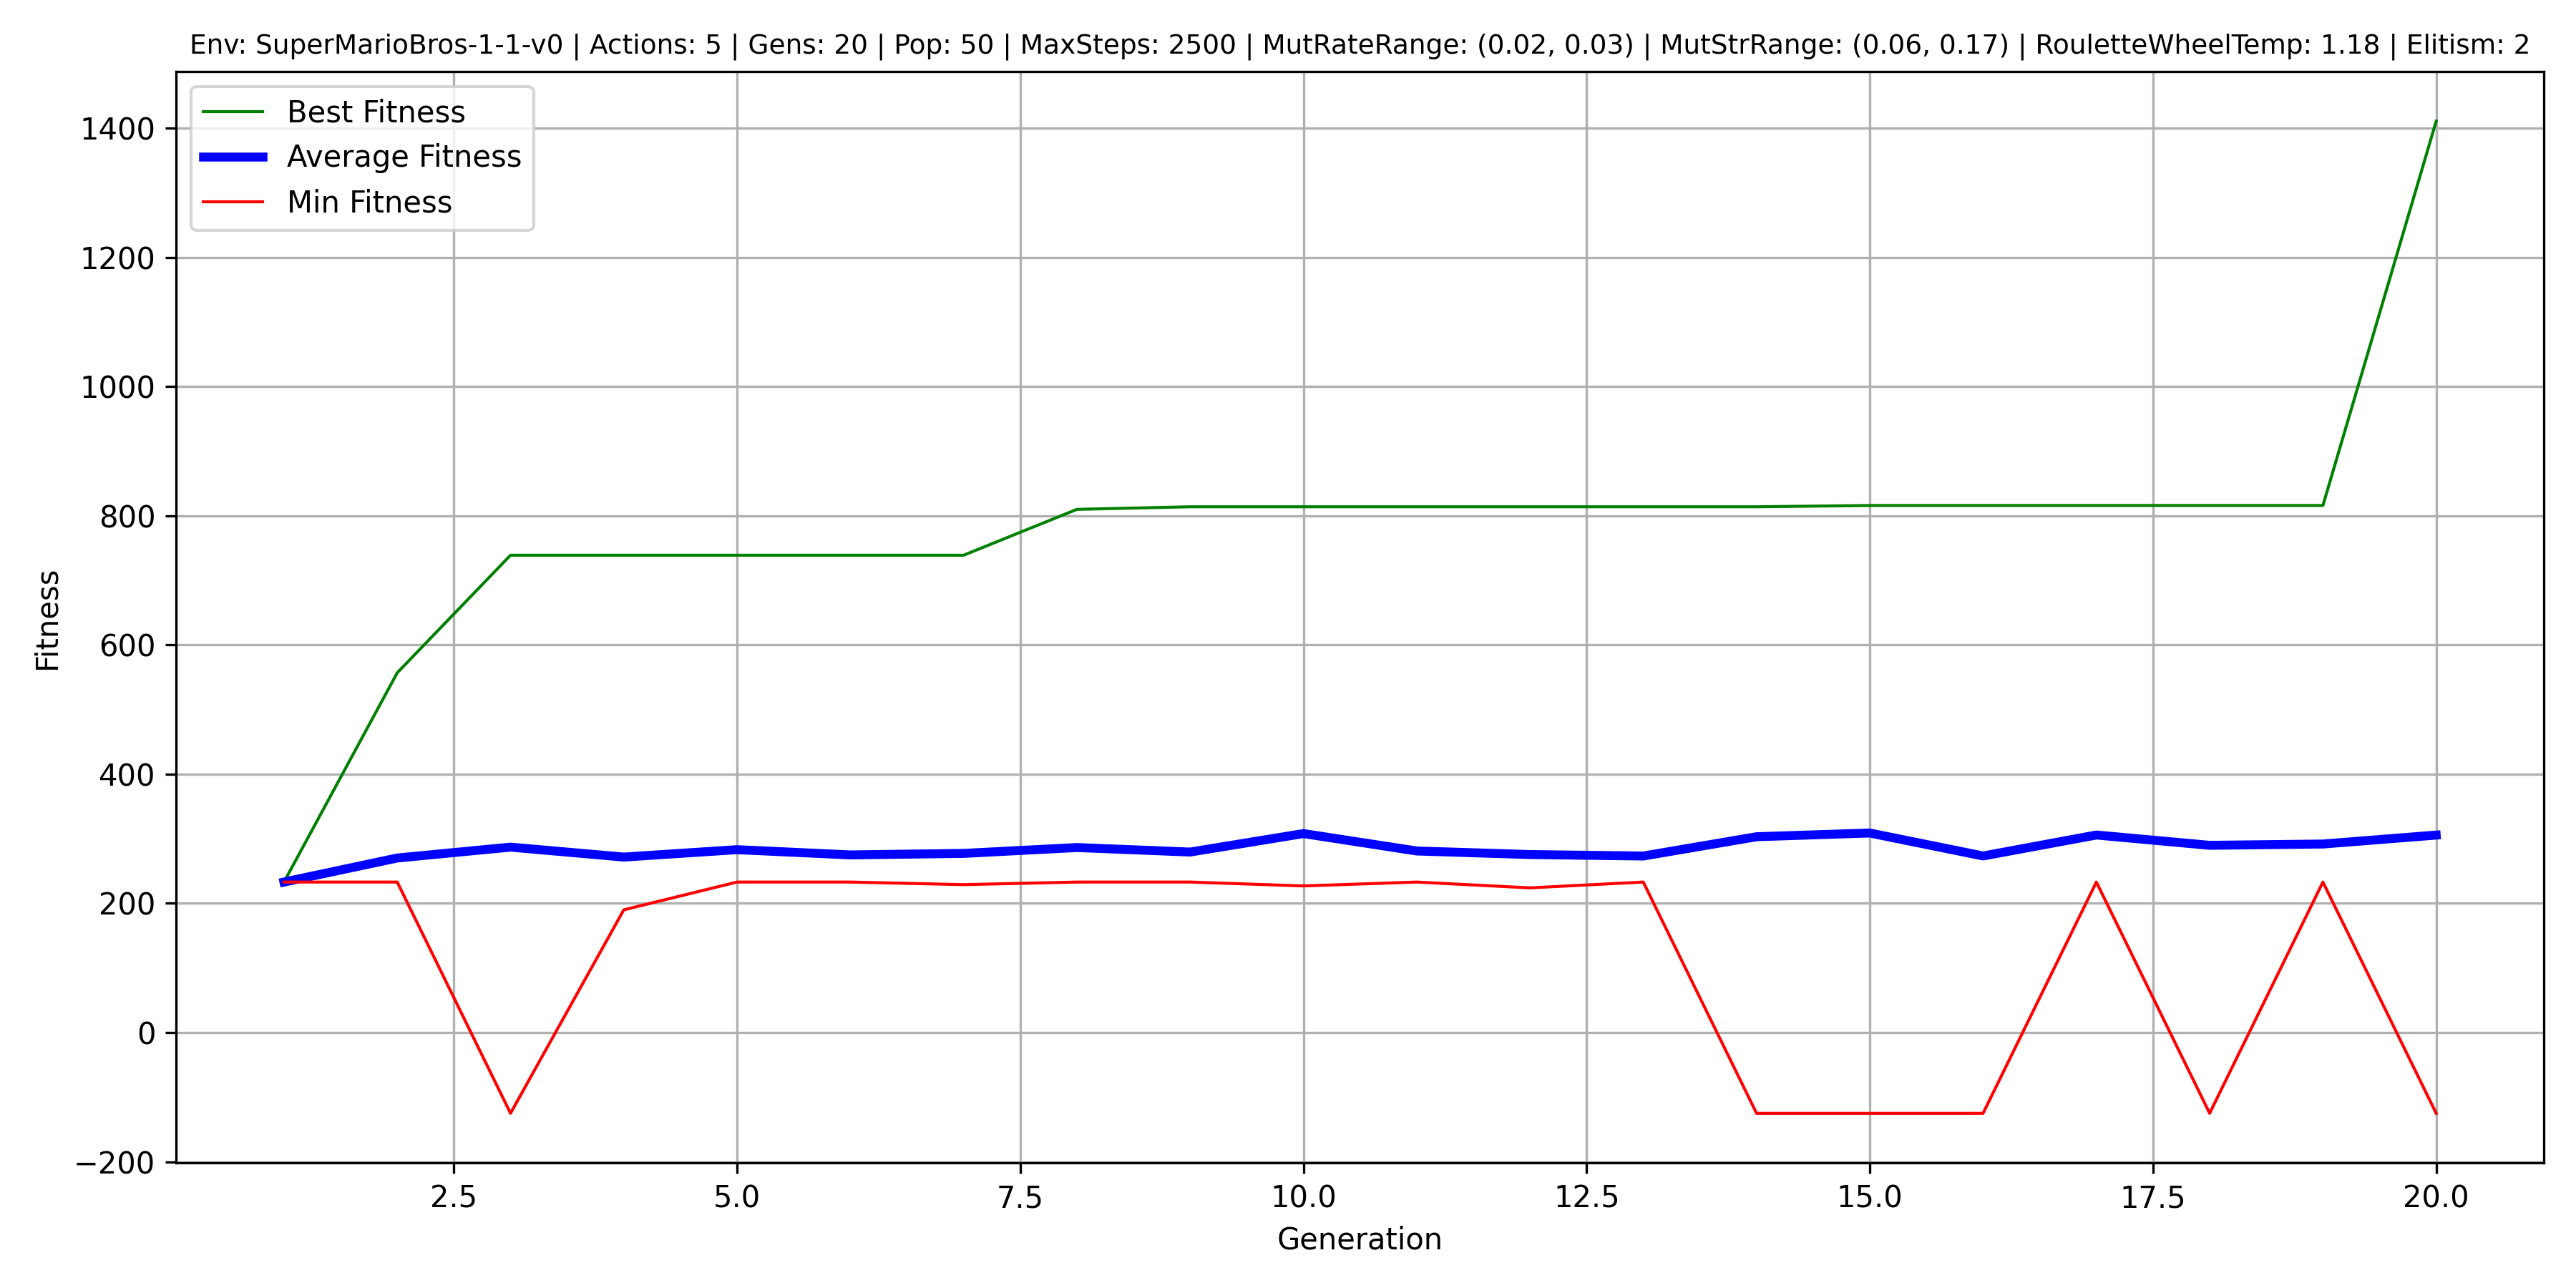 Env: SuperMarioBros-1-1-v0 | Actions: 5 | Gens: 20 | Pop: 50 | MaxSteps: 2500 | MutRateRange: (0.02, 0.03) | MutStrRange: (0.06, 0.17) | RouletteWheelTemp: 1.18 | Elitism: 2
Best Fitness
Average Fitness
Min Fitness
1400
1200
1000
800
600
400
200
0
−200
Fitness
2.5 5.0 7.5 10.0 12.5 15.0 17.5 20.0
Generation